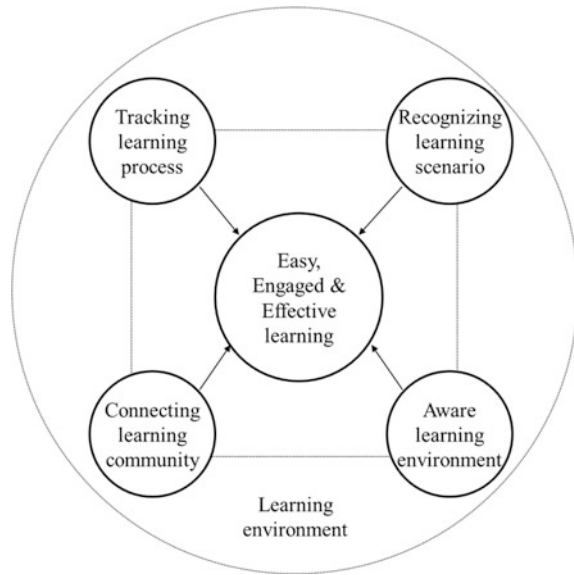 Tracking
learning
process
Recognizing
learning
scenario
Easy,
Engaged &
Effective
learning
Connecting
learning
community
Aware
learning
environment
Learning
environment